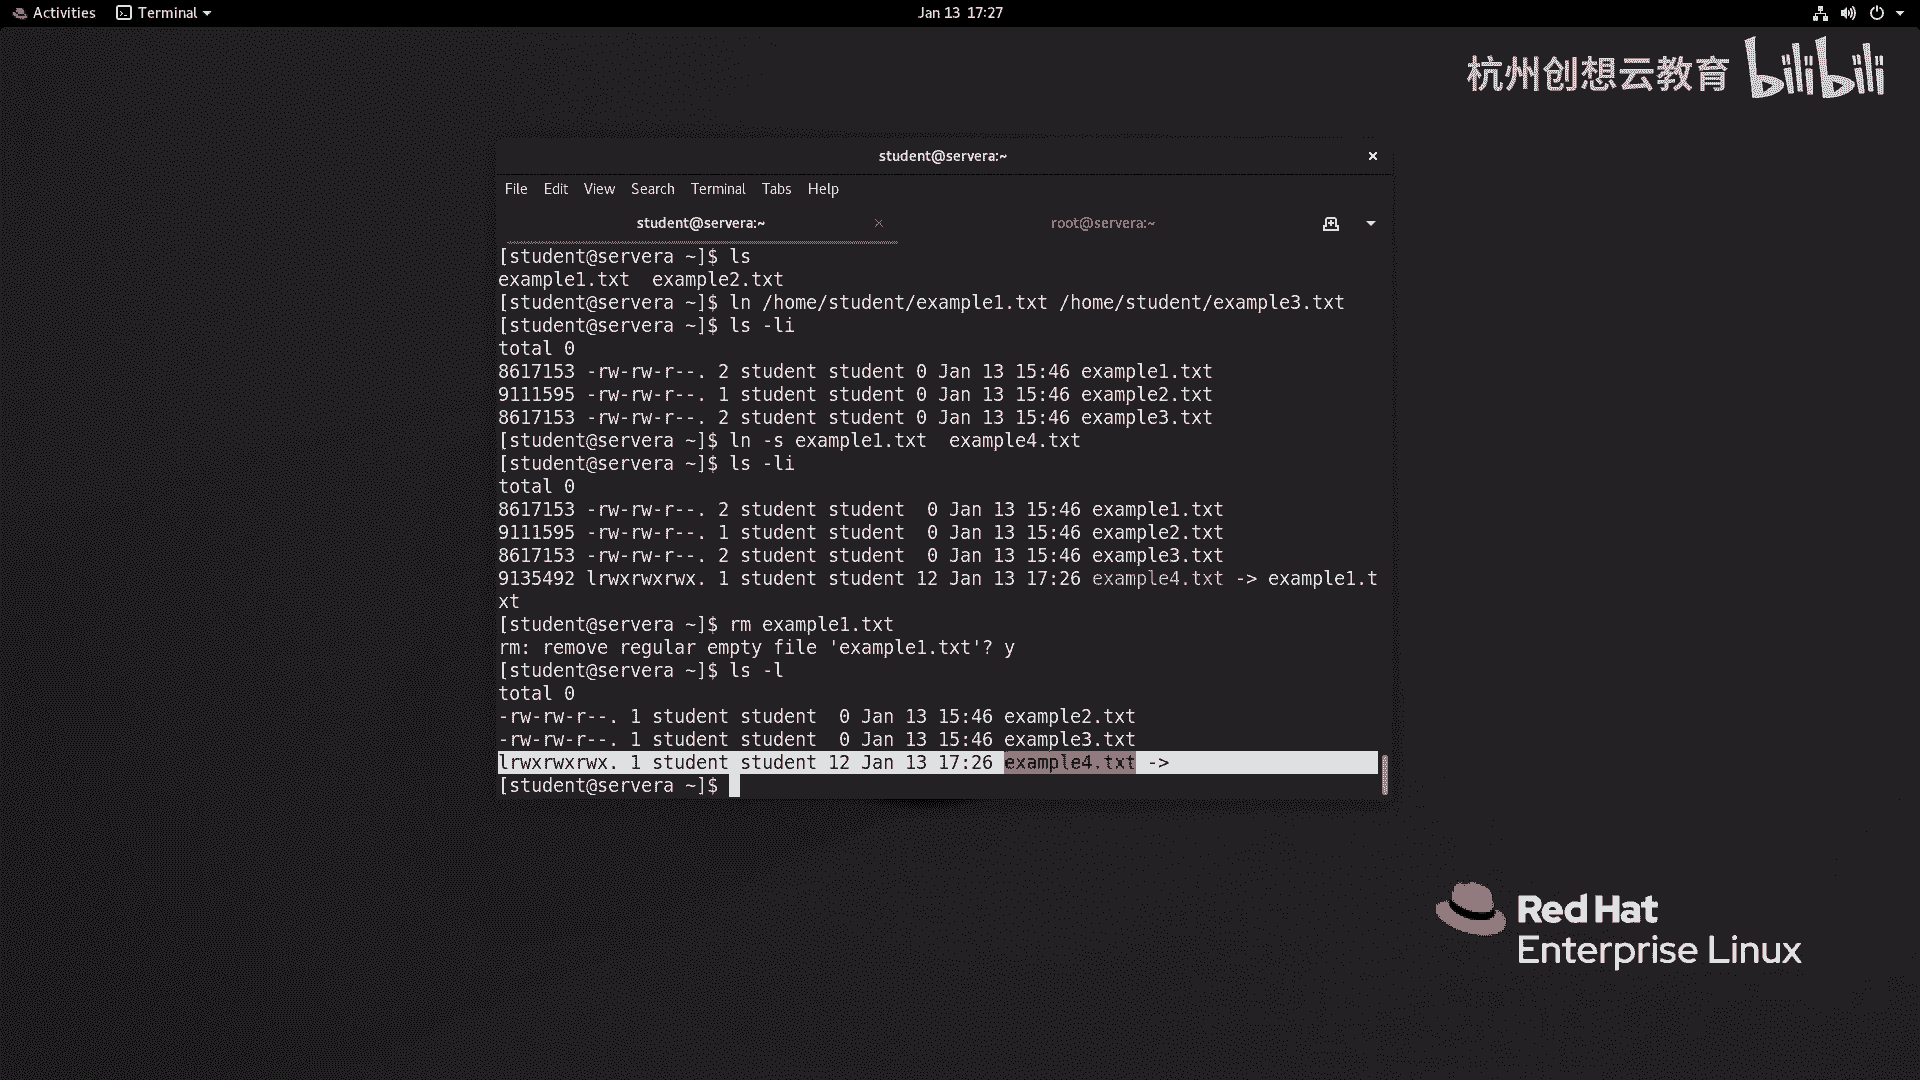 Activities Terminal Jan 13 17:27
杭州创想云教育 bilibili
student@servera:~
File Edit View Search Terminal Tabs Help
student@servera:~ root@servera:~
[student@servera ~]$ ls
example1.txt  example2.txt
[student@servera ~]$ ln /home/student/example1.txt /home/student/example3.txt
[student@servera ~]$ ls -li
total 0
8617153 -rw-rw-r--. 2 student student 0 Jan 13 15:46 example1.txt
9111595 -rw-rw-r--. 1 student student 0 Jan 13 15:46 example2.txt
8617153 -rw-rw-r--. 2 student student 0 Jan 13 15:46 example3.txt
[student@servera ~]$ ln -s example1.txt  example4.txt
[student@servera ~]$ ls -li
total 0
8617153 -rw-rw-r--. 2 student student  0 Jan 13 15:46 example1.txt
9111595 -rw-rw-r--. 1 student student  0 Jan 13 15:46 example2.txt
8617153 -rw-rw-r--. 2 student student  0 Jan 13 15:46 example3.txt
9135492 lrwxrwxrwx. 1 student student 12 Jan 13 17:26 example4.txt -> example1.t
xt
[student@servera ~]$ rm example1.txt
rm: remove regular empty file 'example1.txt'? y
[student@servera ~]$ ls -l
total 0
-rw-rw-r--. 1 student student  0 Jan 13 15:46 example2.txt
-rw-rw-r--. 1 student student  0 Jan 13 15:46 example3.txt
lrwxrwxrwx. 1 student student 12 Jan 13 17:26 example4.txt ->
[student@servera ~]$
Red Hat
Enterprise Linux